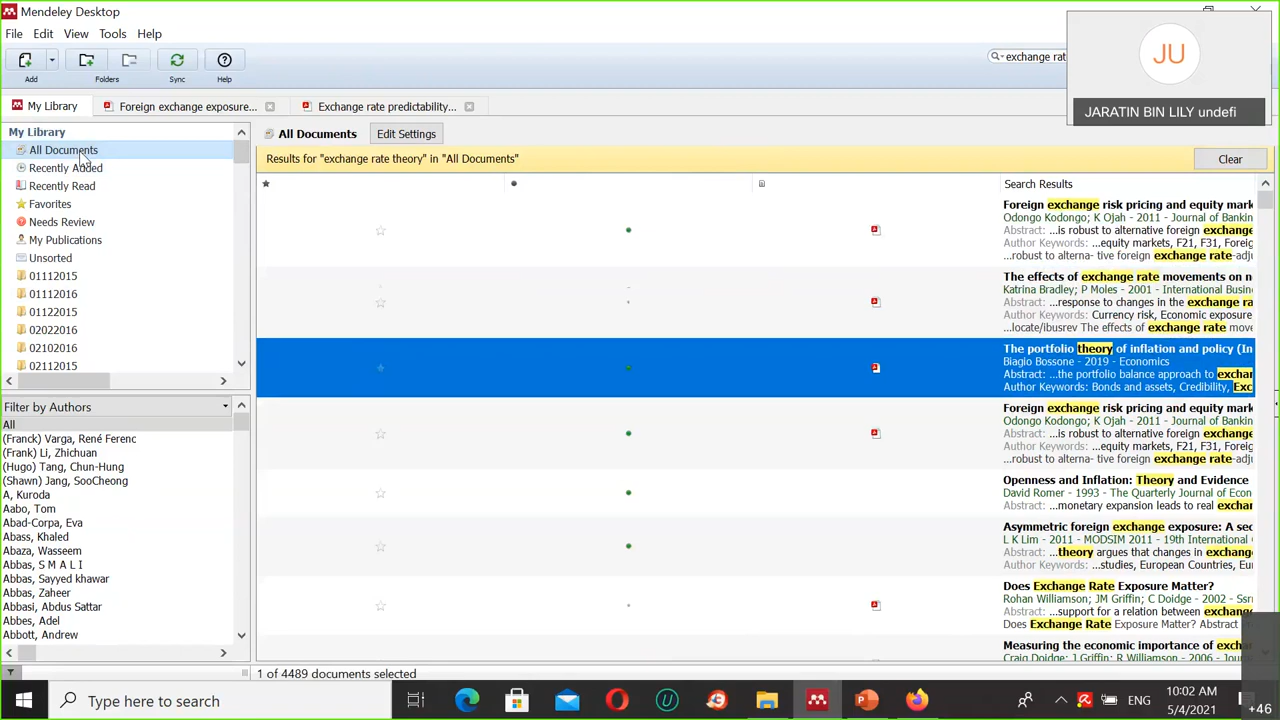 Mendeley Desktop
File Edit View Tools Help
Add Folders Sync Help
exchange rat
JU
JARATIN BIN LILY undefi
My Library Foreign exchange exposure... Exchange rate predictability...
My Library
All Documents
Recently Added
Recently Read
Favorites
Needs Review
My Publications
Unsorted
01112015
01112016
01122015
02022016
02102016
02112015
Filter by Authors
All
(Franck) Varga, René Ferenc
(Frank) Li, Zhichuan
(Hugo) Tang, Chun-Hung
(Shawn) Jang, SooCheong
A, Kuroda
Aabo, Tom
Abad-Corpa, Eva
Abass, Khaled
Abaza, Wasseem
Abbas, S M A L I
Abbas, Sayyed khawar
Abbas, Zaheer
Abbasi, Abdus Sattar
Abbes, Adel
Abbott, Andrew
All Documents Edit Settings
Results for "exchange rate theory" in "All Documents" Clear
Search Results
Foreign exchange risk pricing and equity mark
Odongo Kodongo; K Ojah - 2011 - Journal of Bankin
Abstract: ...is robust to alternative foreign exchange
Author Keywords: ...equity markets, F21, F31, Foreig
...robust to alterna- tive foreign exchange rate-adju
The effects of exchange rate movements on n
Katrina Bradley; P Moles - 2001 - International Busin
Abstract: ...response to changes in the exchange ra
Author Keywords: Currency risk, Economic exposure
...locate/ibusrev The effects of exchange rate move
The portfolio theory of inflation and policy (in
Biagio Bossone - 2019 - Economics
Abstract: ...the portfolio balance approach to exchan
Author Keywords: Bonds and assets, Credibility, Exc
Foreign exchange risk pricing and equity mark
Odongo Kodongo; K Ojah - 2011 - Journal of Bankin
Abstract: ...is robust to alternative foreign exchange
Author Keywords: ...equity markets, F21, F31, Foreig
...robust to alterna- tive foreign exchange rate-adju
Openness and Inflation: Theory and Evidence
David Romer - 1993 - The Quarterly Journal of Econ
Abstract: ...monetary expansion leads to real exchan
Asymmetric foreign exchange exposure: A sec
L K Lim - 2011 - MODSIM 2011 - 19th International
Abstract: ...theory argues that changes in exchange
Author Keywords: ...studies, European Countries, Eur
Does Exchange Rate Exposure Matter?
Rohan Williamson; JM Griffin; C Doidge - 2002 - Ssrn
Abstract: ...support for a relation between exchange
Does Exchange Rate Exposure Matter? Abstract
Measuring the economic importance of exch
Craig Doidge; J Griffin; R Williamson - 2006 - Journal
1 of 4489 documents selected
Type here to search
ENG
10:02 AM
5/4/2021
+46